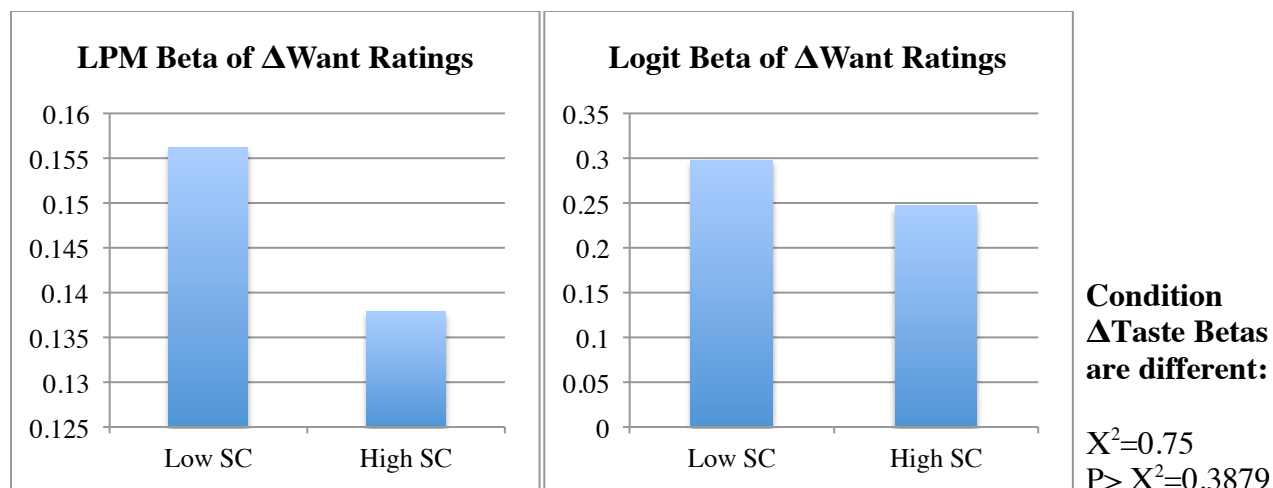 LPM Beta of ΔWant Ratings
0.16
0.155
0.15
0.145
0.14
0.135
0.13
0.125
Low SC
High SC
Logit Beta of ΔWant Ratings
0.35
0.3
0.25
0.2
0.15
0.1
0.05
0
Low SC
High SC
Condition
ΔTaste Betas
are different:
X²=0.75
P> X²=0.3879